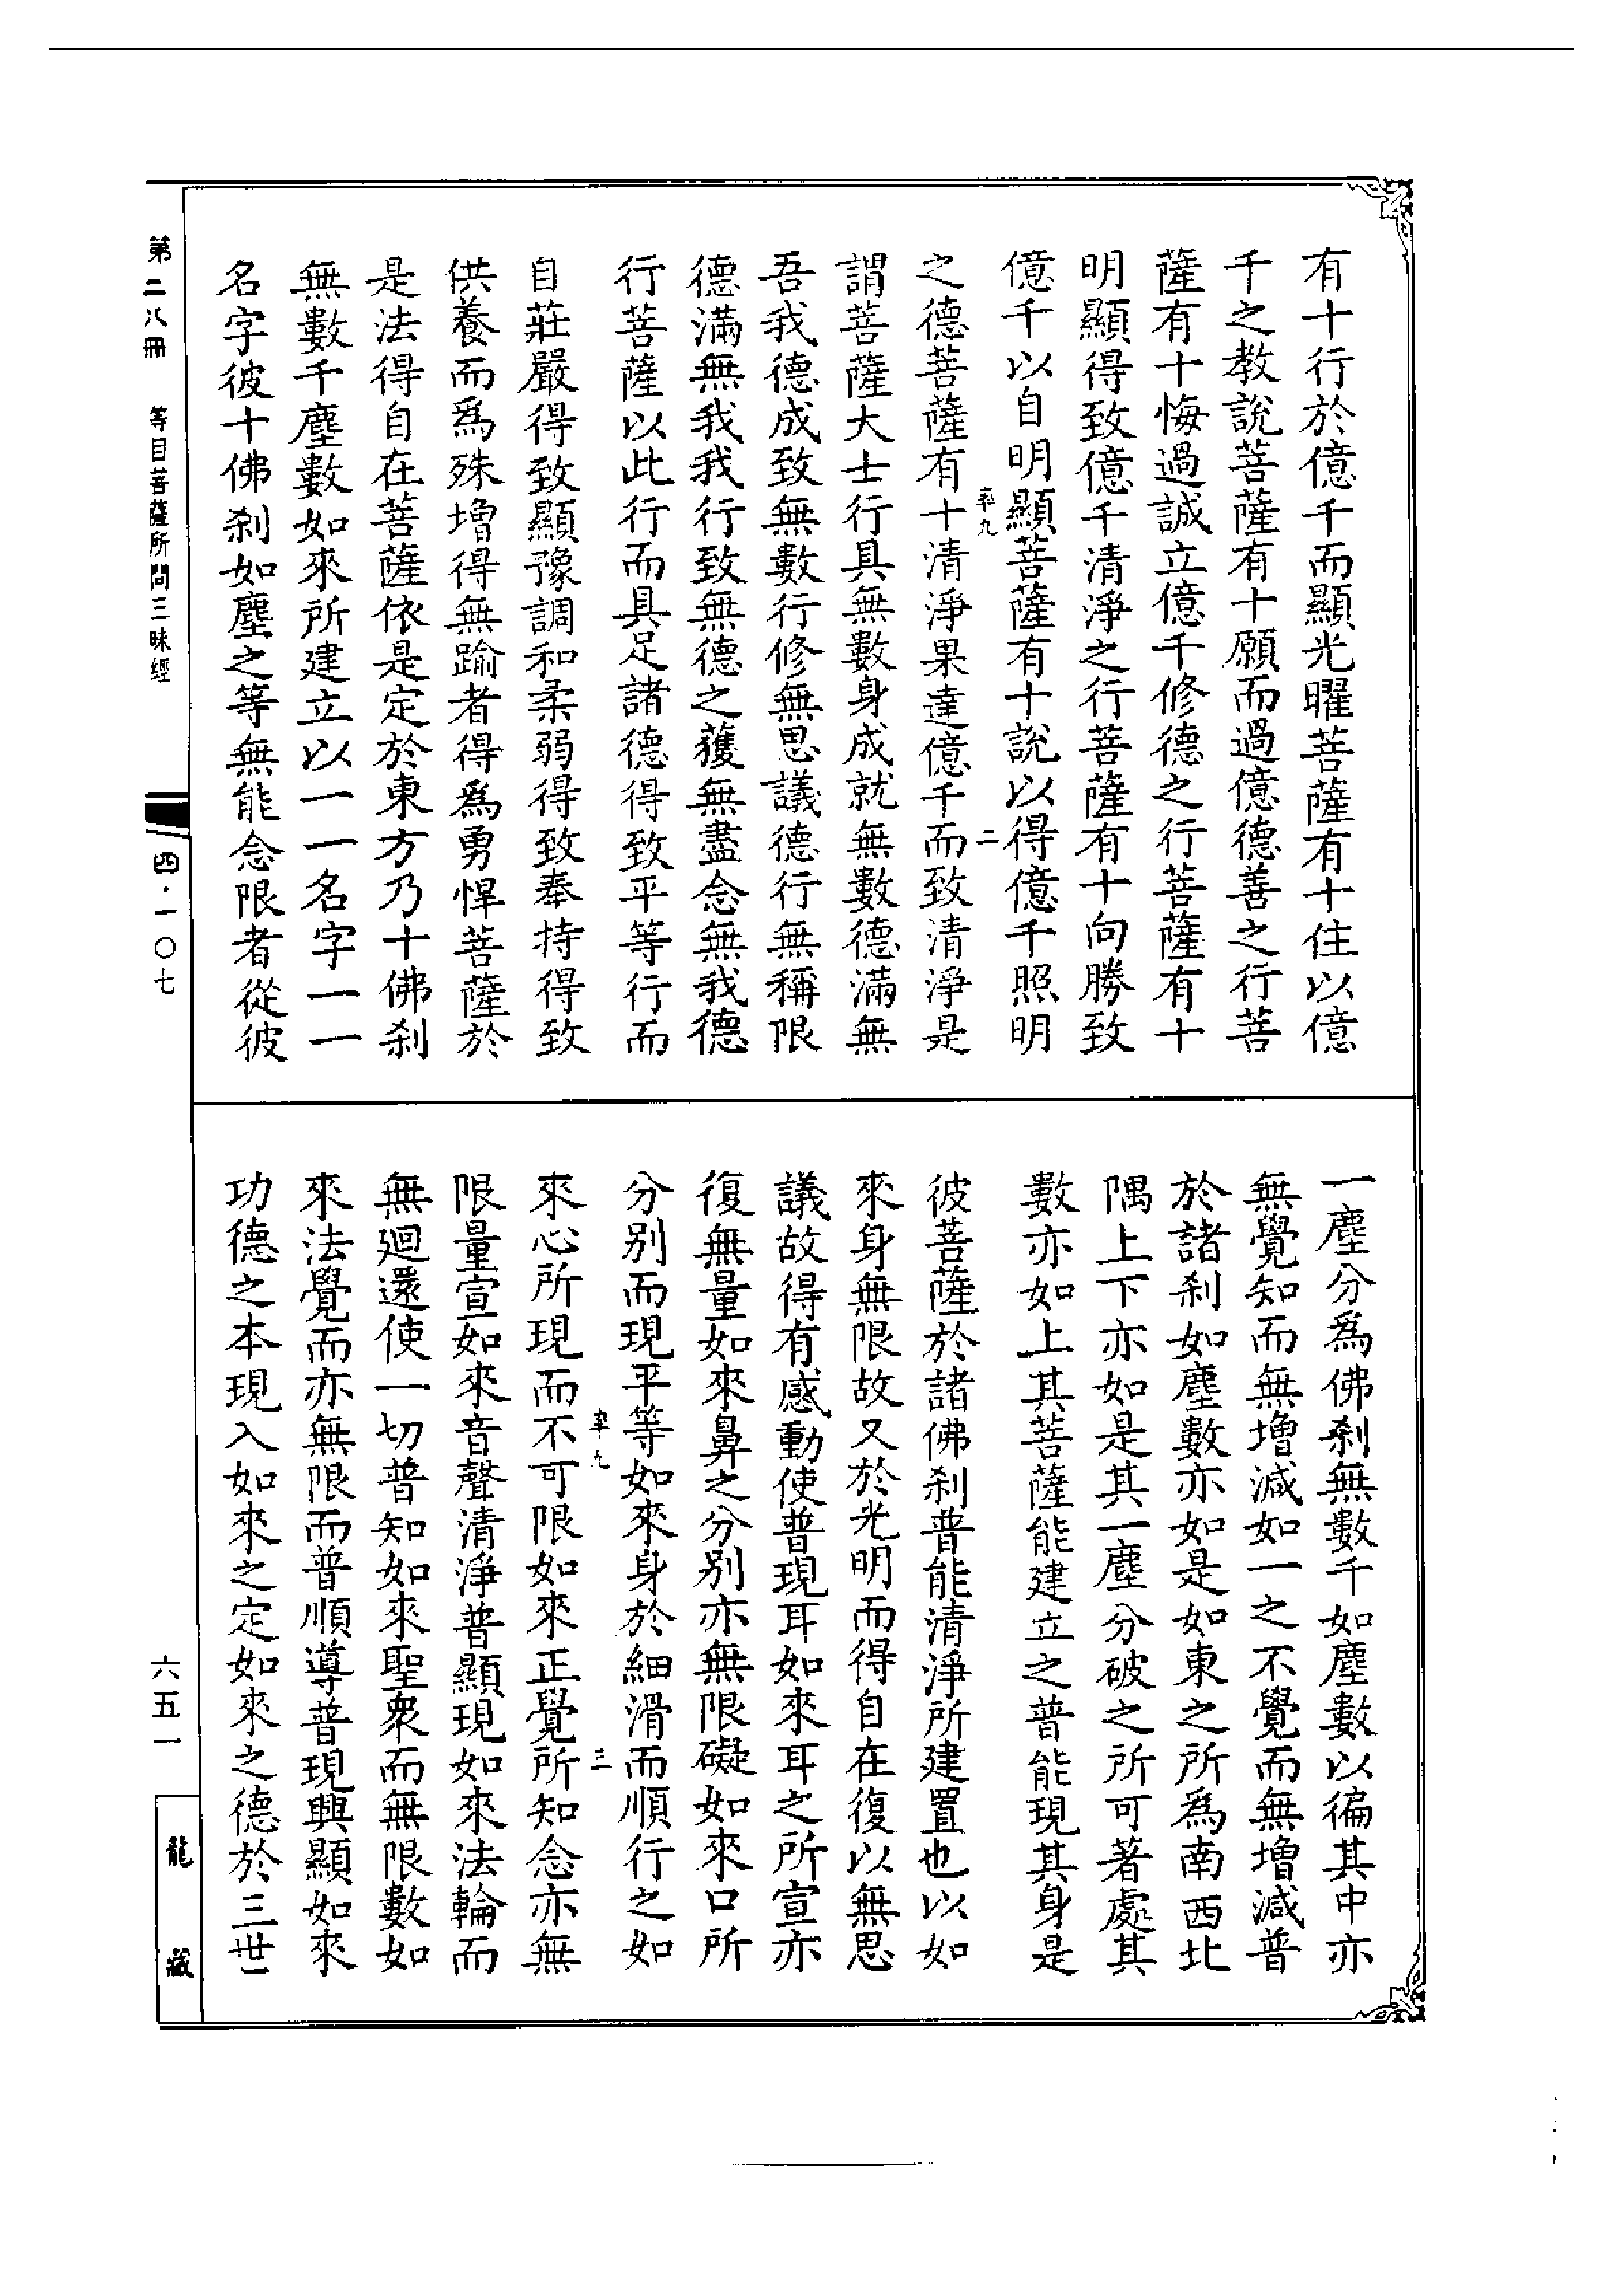 有十行於億千而顯光曜菩薩有十住以億
千之教說菩薩有十願而過億德善之行菩
薩有十悔過誠立億千修德之行菩薩有十
明顯得致億千清淨之行菩薩有十向勝致
億千以自明顯菩薩有十說以得億千照明
率九 二
之德菩薩有十清淨果達億千而致清淨是
謂菩薩大士行具無數身成就無數德滿無
吾我德成致無數行修無思議德行無稱限
德滿無我我行致無德之䕶無盡念無我德
行菩薩以此行而具足諸德得致平等行而
自莊嚴得致顯豫調和柔弱得致奉持得致
供養而爲殊增得無踰者得爲勇悍菩薩於
是法得自在菩薩依是定於東方乃十佛剎
無數千塵數如來所建立以一一名字一一
名字彼十佛剎如塵之等無能念限者從彼
一塵分爲佛剎無數千如塵數以徧其中亦
無覺知而無增減如一之不覺而無增減普
於諸剎如塵數亦如是如東之所爲南西北
隅上下亦如是其一塵分破之所可著處其
數亦如上其菩薩能建立之普能現其身是
彼菩薩於諸佛剎普能清淨所建置也以如
來身無限故又於光明而得自在復以無思
議故得有感動使普現耳如來耳之所宣亦
復無量如來鼻之分別亦無限礙如來口所
分別而現平等如來身於細滑而順行之如
率九 三
來心所現而不可限如來正覺所知念亦無
限量宣如來音聲清淨普顯現如來法輪而
無廻還使一切普知如來聖衆而無限數如
來法覺而亦無限而普順導普現興顯如來
功德之本現入如來之定如來之德於三世
第二八冊 等目菩薩所問三昧經
四·一〇七
六五一
龍藏